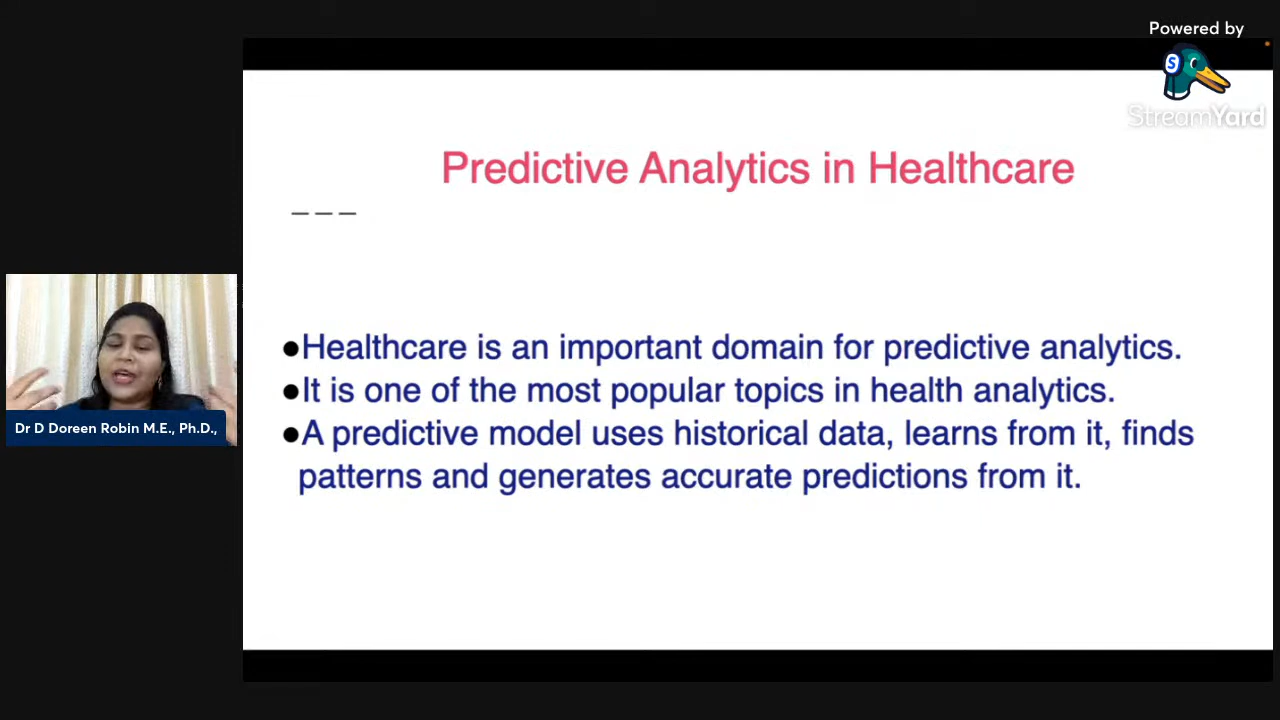 Powered by
S
StreamYard
Predictive Analytics in Healthcare
●Healthcare is an important domain for predictive analytics.
●It is one of the most popular topics in health analytics.
●A predictive model uses historical data, learns from it, finds
patterns and generates accurate predictions from it.
Dr D Doreen Robin M.E., Ph.D.,